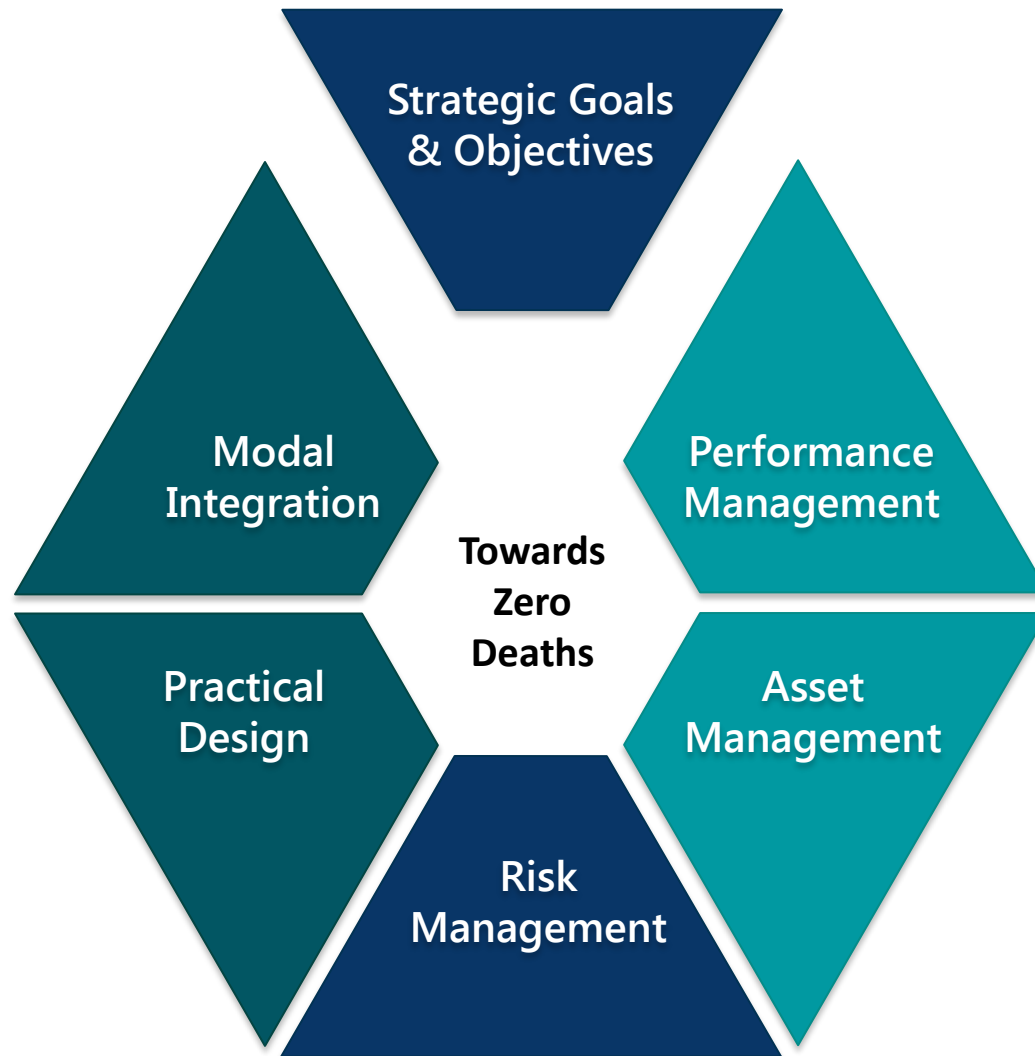 Strategic Goals
& Objectives
Modal
Integration
Performance
Management
Towards
Zero
Deaths
Practical
Design
Asset
Management
Risk
Management